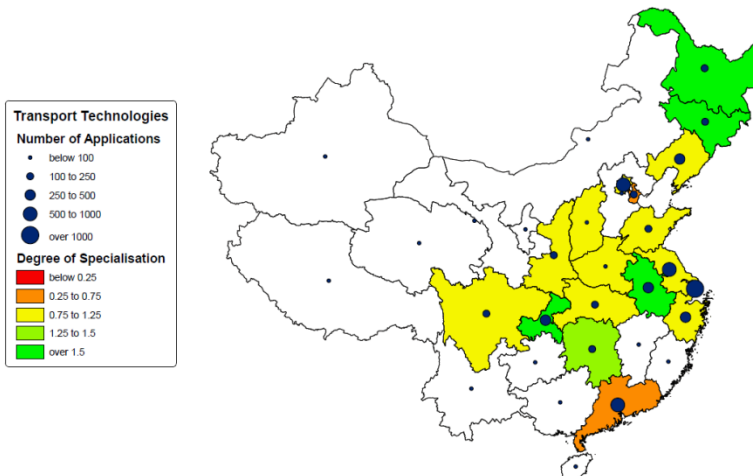 Transport Technologies
Number of Applications
below 100
100 to 250
250 to 500
500 to 1000
over 1000
Degree of Specialisation
below 0.25
0.25 to 0.75
0.75 to 1.25
1.25 to 1.5
over 1.5